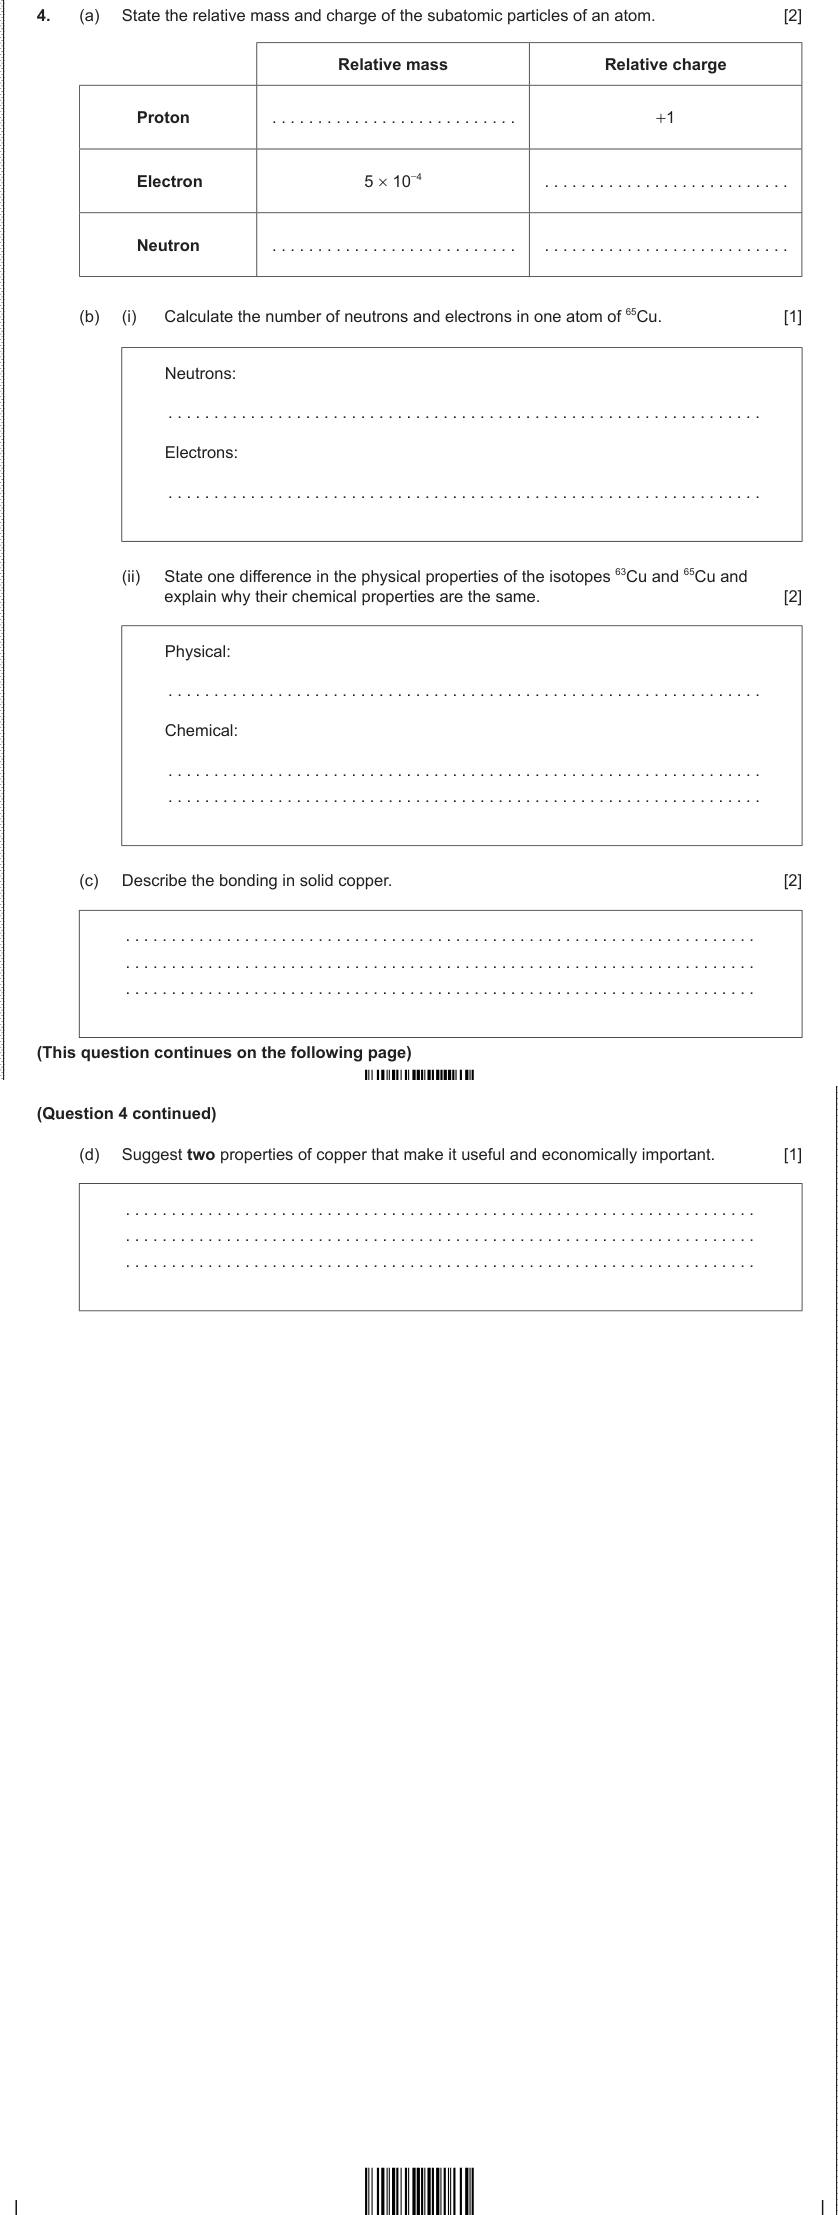 4. (a) State the relative mass and charge of the subatomic particles of an atom. [2]
Relative mass Relative charge
Proton . . . . . . . . . . . . . . . . . . . . . . . . . . . +1
Electron 5 × 10⁻⁴ . . . . . . . . . . . . . . . . . . . . . . . . . . .
Neutron . . . . . . . . . . . . . . . . . . . . . . . . . . . . . . . . . . . . . . . . . . . . . . . . . . . . . .
(b) (i) Calculate the number of neutrons and electrons in one atom of ⁶⁵Cu. [1]
Neutrons:
Electrons:
(ii) State one difference in the physical properties of the isotopes ⁶³Cu and ⁶⁵Cu and
explain why their chemical properties are the same. [2]
Physical:
Chemical:
(c) Describe the bonding in solid copper. [2]
(This question continues on the following page)
(Question 4 continued)
(d) Suggest two properties of copper that make it useful and economically important. [1]